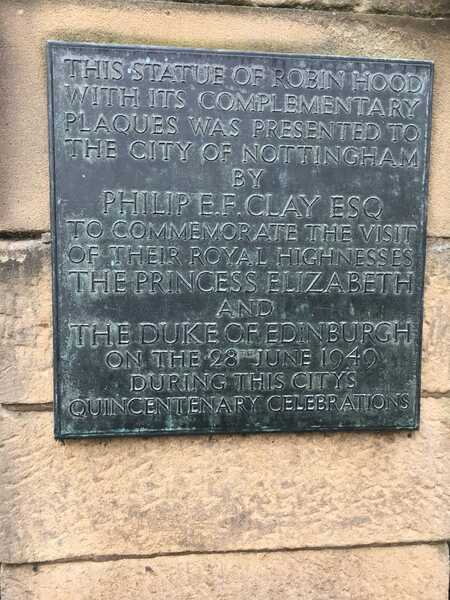 THIS STATUE OF ROBIN HOOD
WITH ITS COMPLEMENTARY
PLAQUES WAS PRESENTED TO
THE CITY OF NOTTINGHAM
BY
PHILIP E.F. CLAY ESQ
TO COMMEMORATE THE VISIT
OF THEIR ROYAL HIGHNESSES
THE PRINCESS ELIZABETH
AND
THE DUKE OF EDINBURGH
ON THE 28TH JUNE 1949
DURING THIS CITYS
QUINCENTENARY CELEBRATIONS